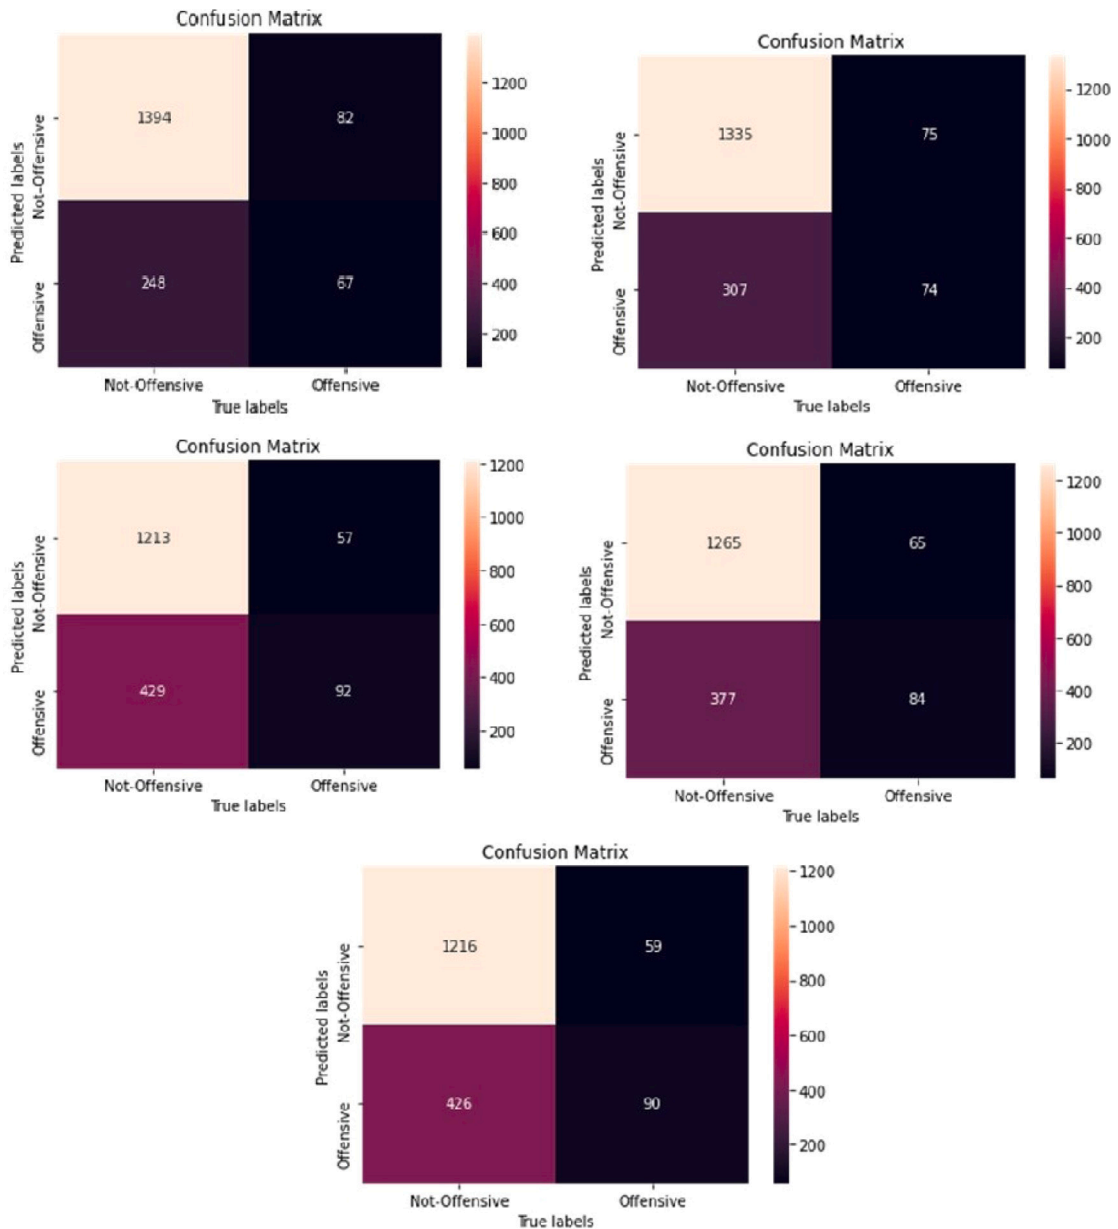 Confusion Matrix
1394 82
248 67
Predicted labels
Not-Offensive
Offensive
Not-Offensive Offensive
True labels
1200
1000
800
600
400
200
Confusion Matrix
1335 75
307 74
Predicted labels
Not-Offensive
Offensive
Not-Offensive Offensive
True labels
1200
1000
800
600
400
200
Confusion Matrix
1213 57
429 92
Predicted labels
Not-Offensive
Offensive
Not-Offensive Offensive
True labels
1200
1000
800
600
400
200
Confusion Matrix
1265 65
377 84
Predicted labels
Not-Offensive
Offensive
Not-Offensive Offensive
True labels
1200
1000
800
600
400
200
Confusion Matrix
1216 59
426 90
Predicted labels
Not-Offensive
Offensive
Not-Offensive Offensive
True labels
1200
1000
800
600
400
200